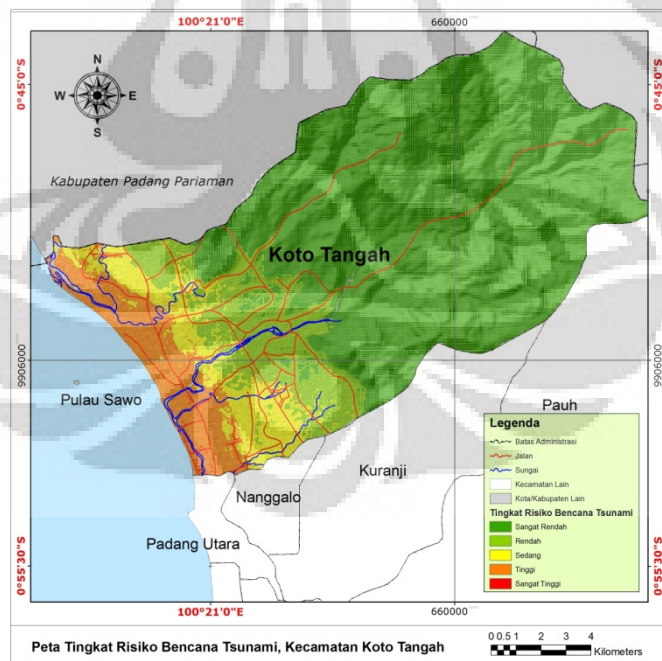 100°21'0"E
660000
0°45'0"S
0°45'0"S
N
W
E
S
Kabupaten Padang Pariaman
Koto Tangah
9906000
9906000
Pulau Sawo
Pauh
Kuranji
Nanggalo
Padang Utara
Legenda
Batas Administrasi
Jalan
Sungai
Kecamatan Lain
Kota/Kabupaten Lain
Tingkat Risiko Bencana Tsunami
Sangat Rendah
Rendah
Sedang
Tinggi
Sangat Tinggi
0°55'30"S
0°55'30"S
100°21'0"E
660000
Peta Tingkat Risiko Bencana Tsunami, Kecamatan Koto Tangah
0 0.5 1 2 3 4
Kilometers